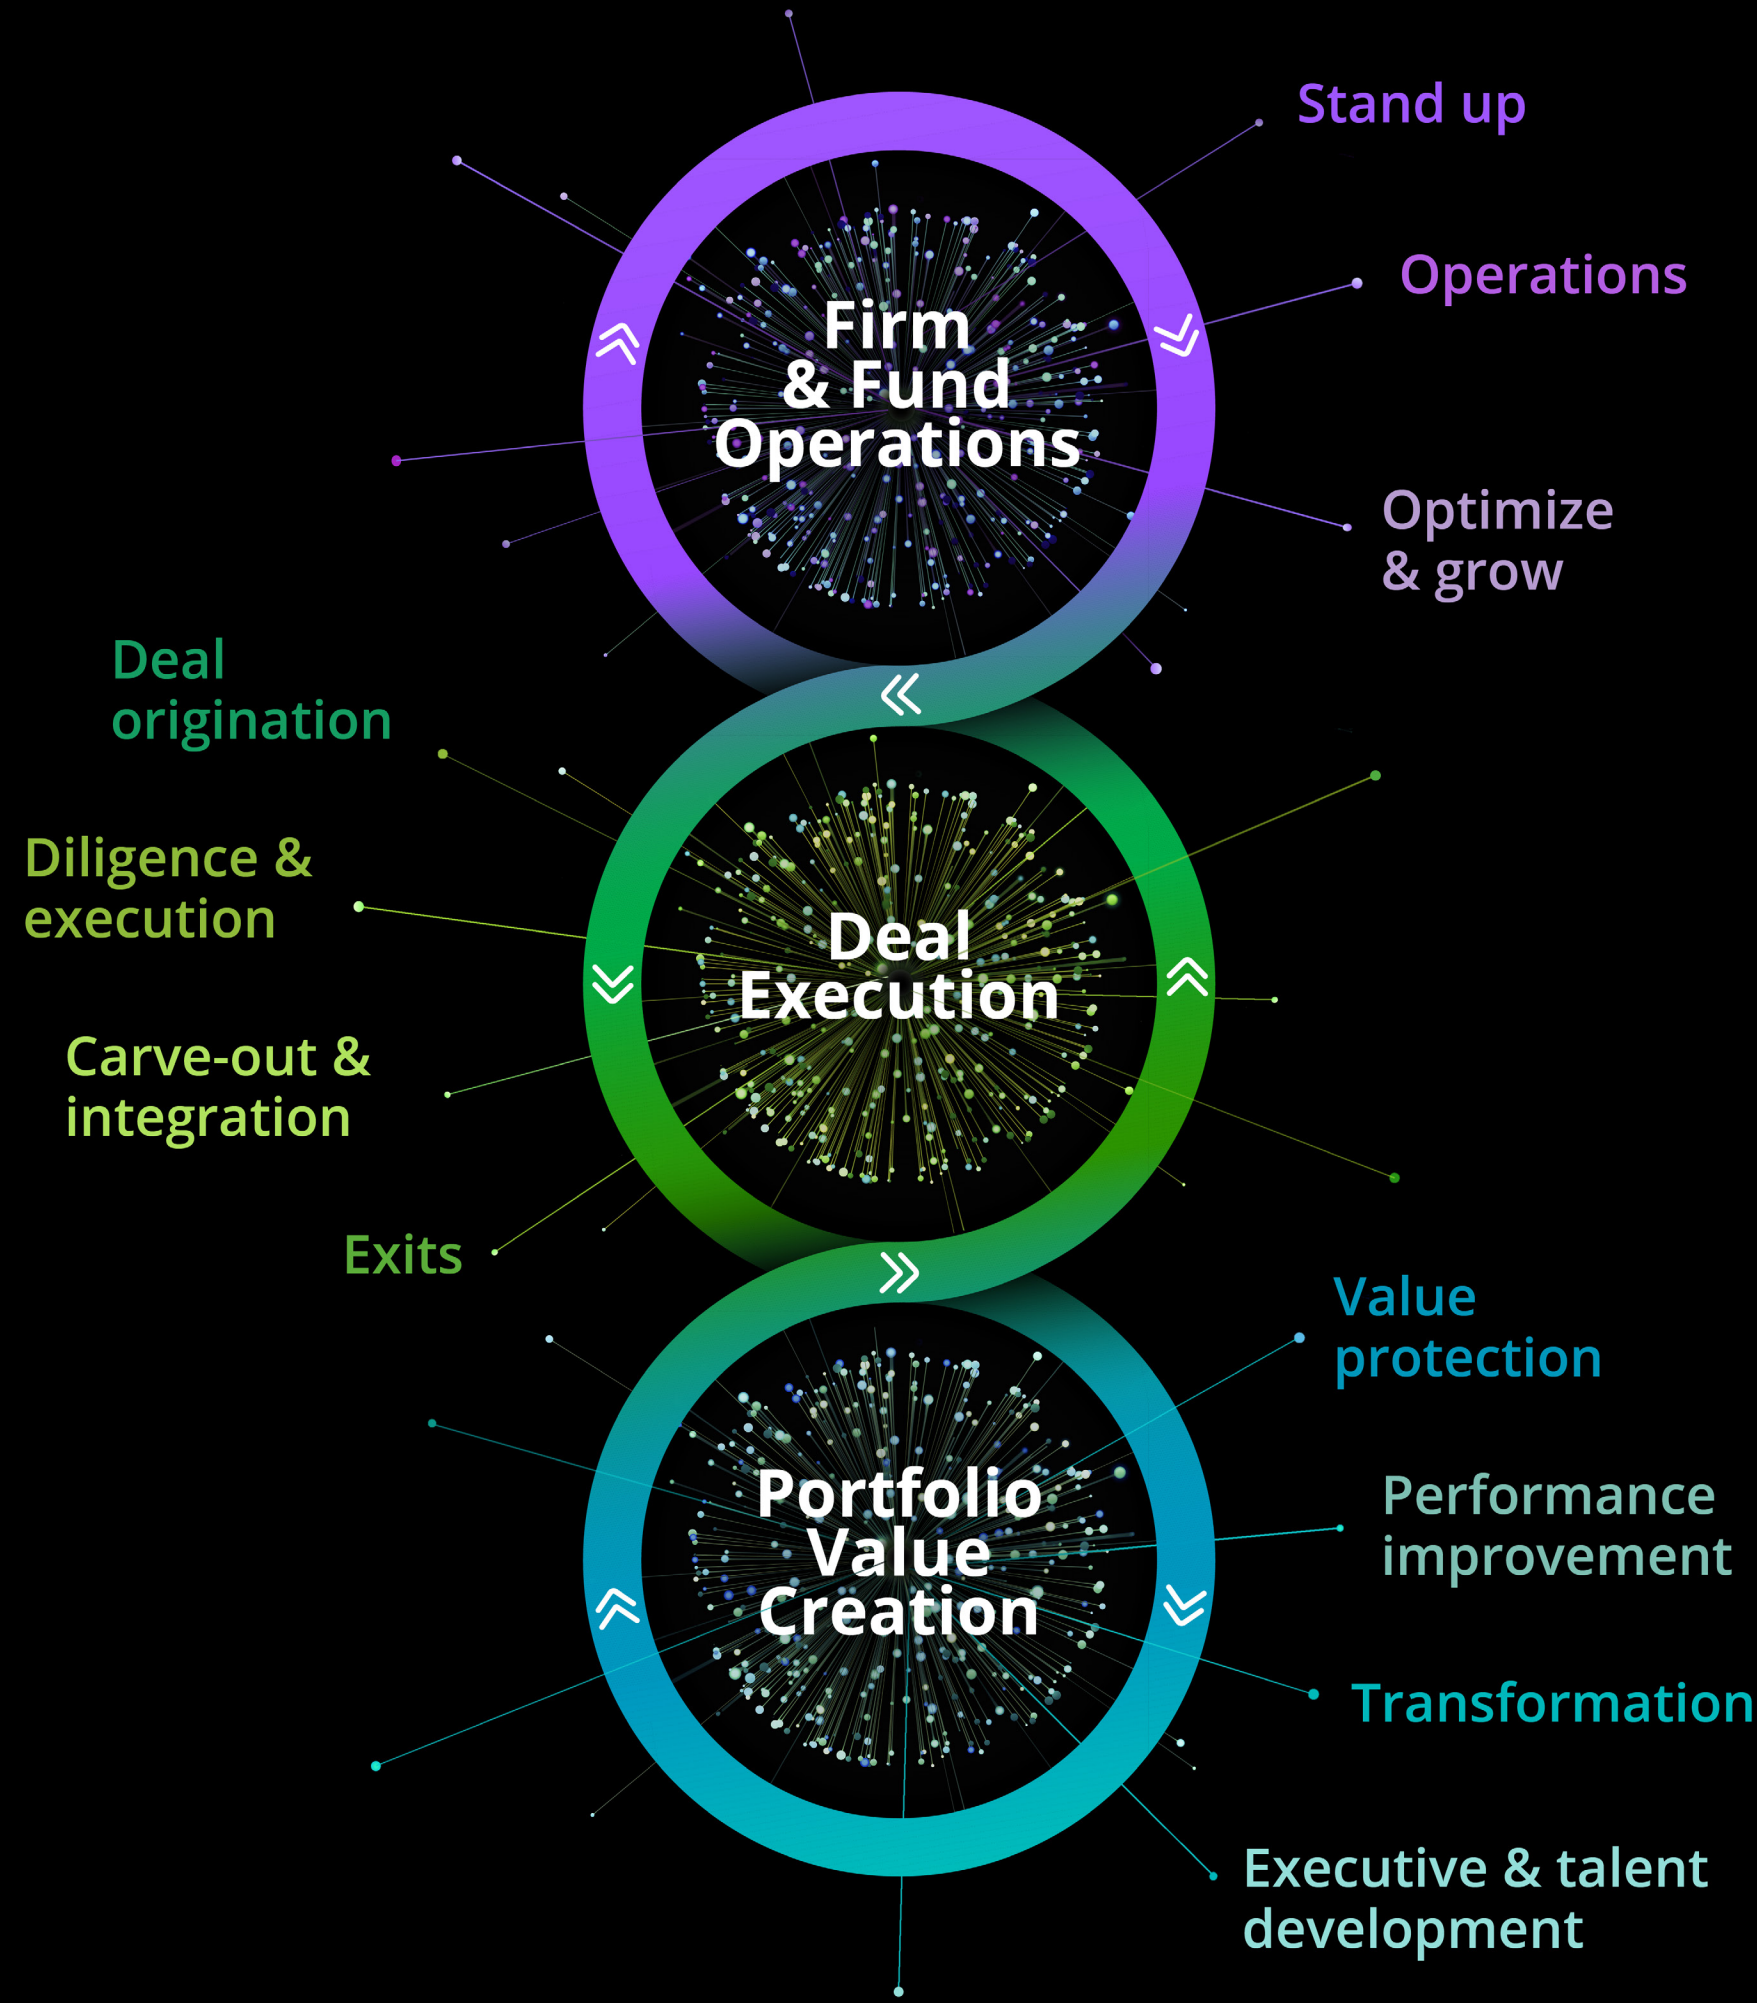 Firm
& Fund
Operations
Stand up
Operations
Optimize
& grow
Deal
Execution
Deal
origination
Diligence &
execution
Carve-out &
integration
Exits
Portfolio
Value
Creation
Value
protection
Performance
improvement
Transformation
Executive & talent
development